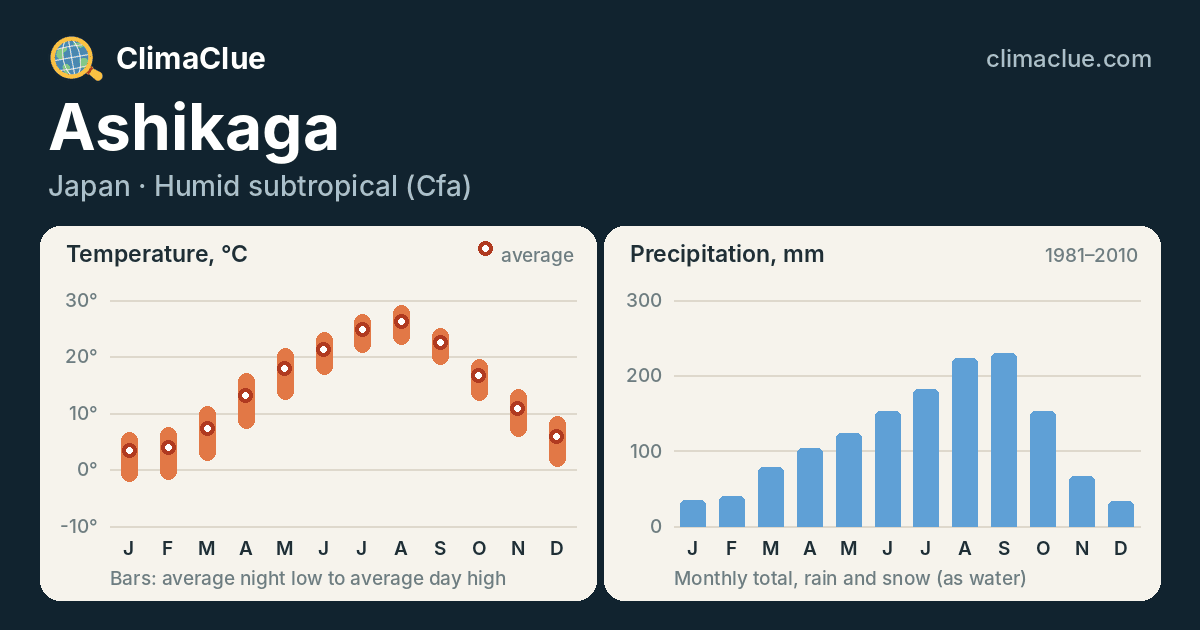 ClimaClue
climaclue.com
Ashikaga
Japan · Humid subtropical (Cfa)
Temperature, °C
average
30°
20°
10°
0°
-10°
J F M A M J J A S O N D
Bars: average night low to average day high
Precipitation, mm
1981–2010
300
200
100
0
J F M A M J J A S O N D
Monthly total, rain and snow (as water)